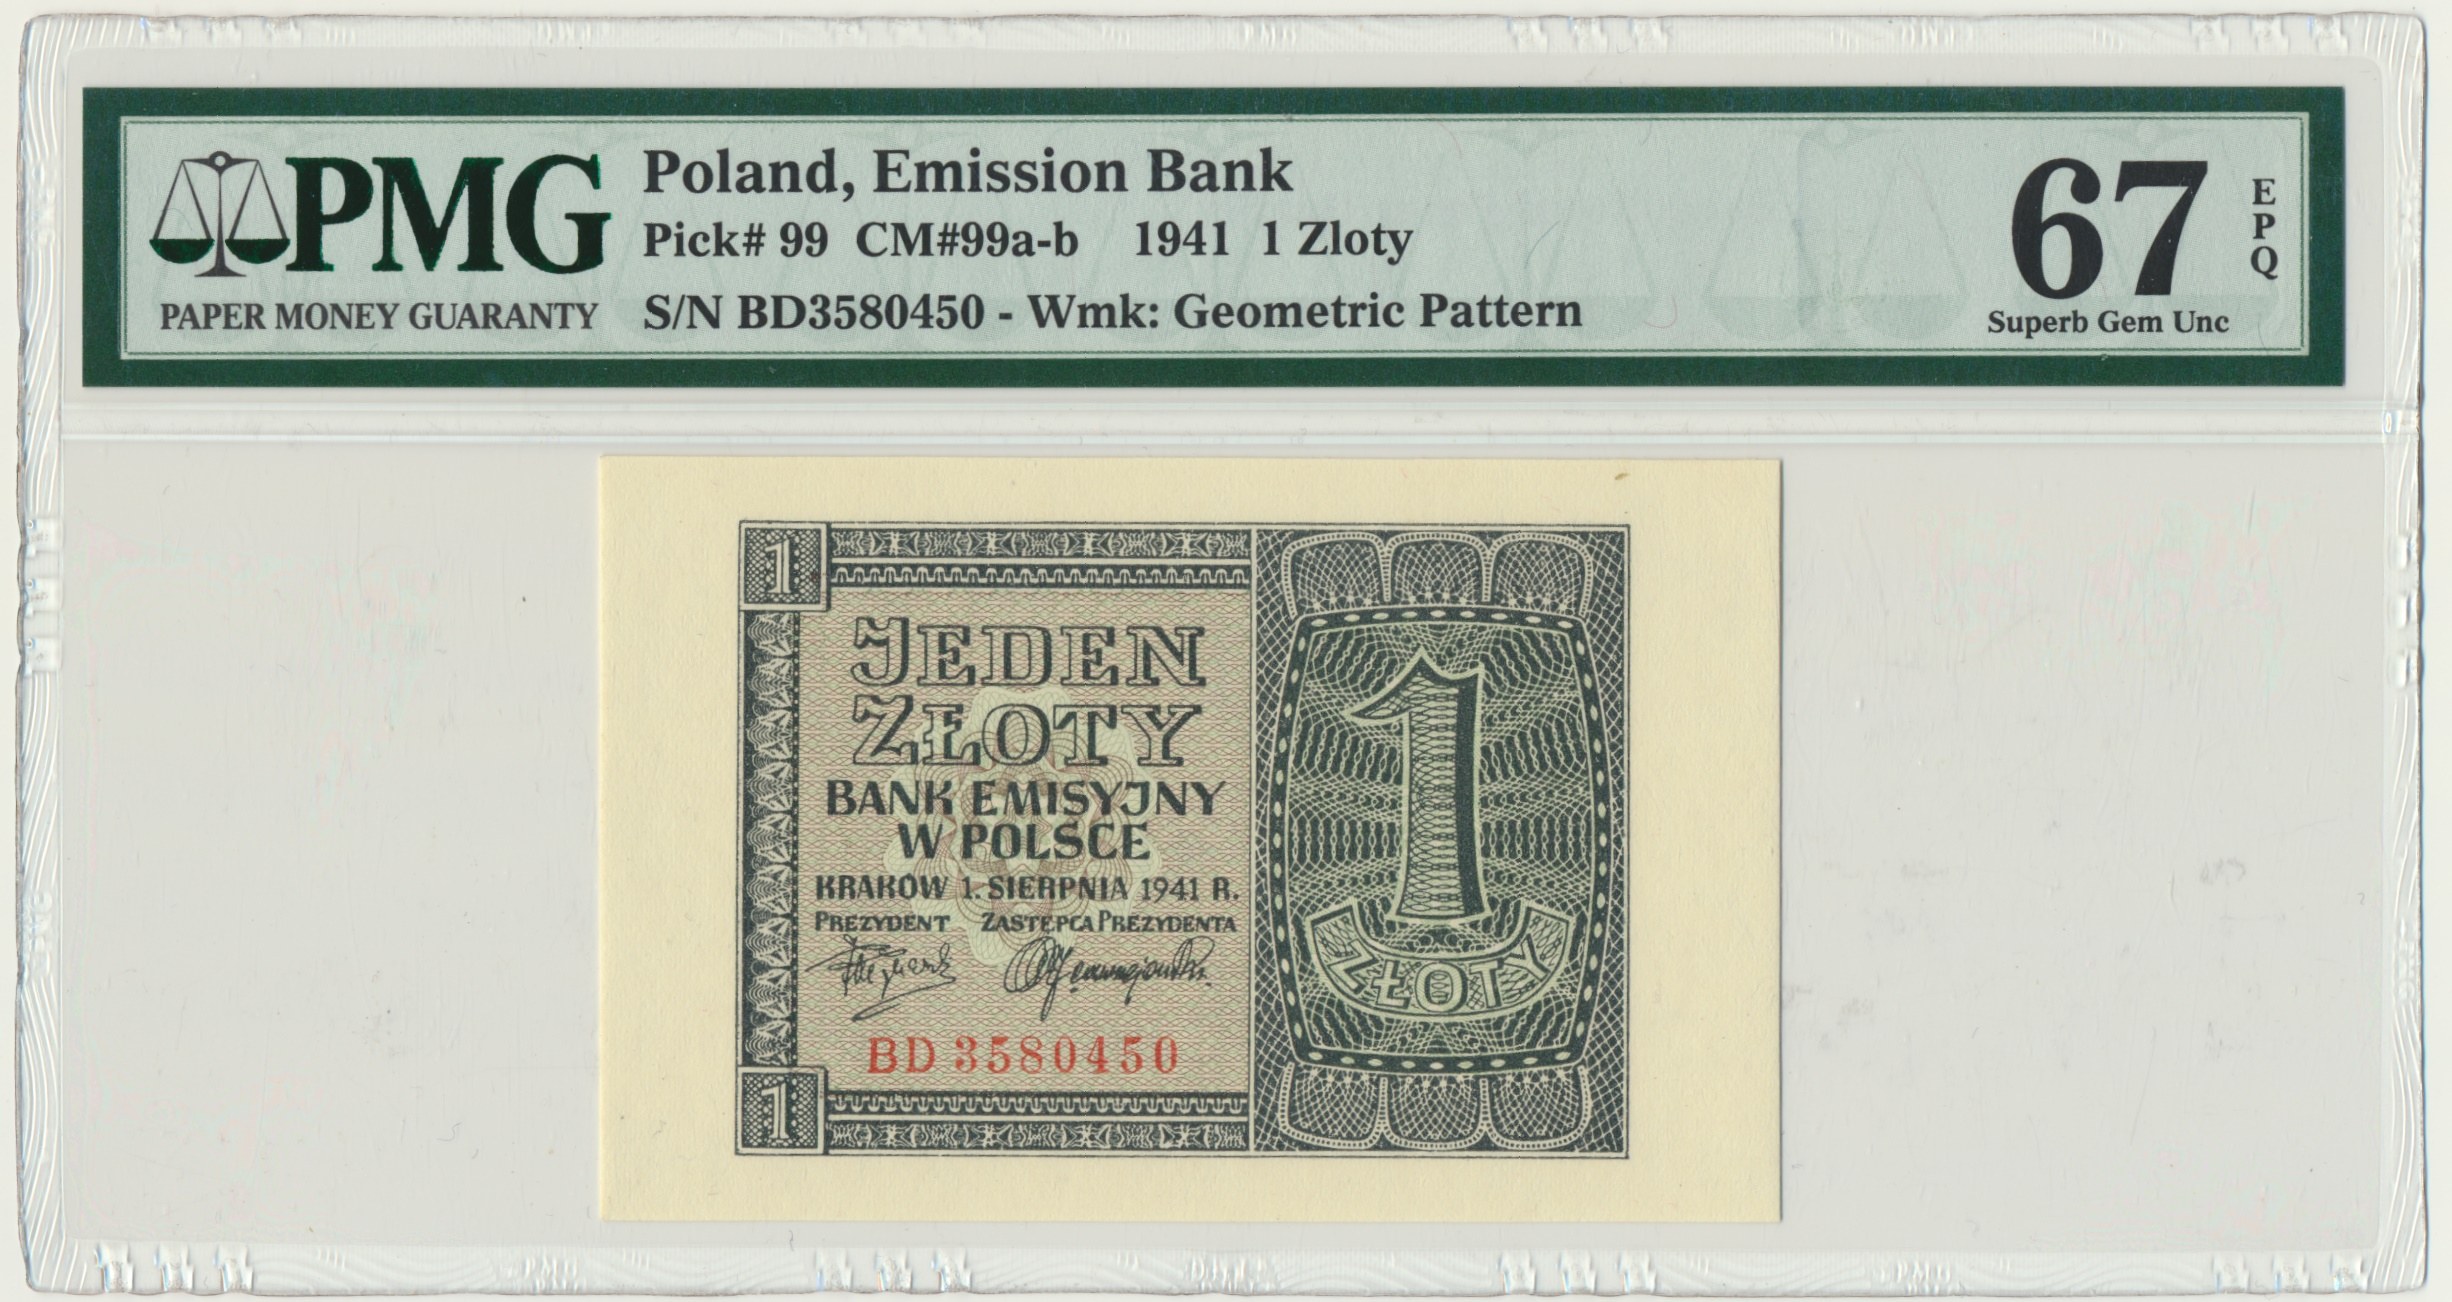 PMG
PAPER MONEY GUARANTY
Poland, Emission Bank
Pick# 99 CM#99a-b 1941 1 Zloty
S/N BD3580450 - Wmk: Geometric Pattern
67
EPQ
Superb Gem Unc
1
JEDEN
ZŁOTY
BANK EMISYJNY
W POLSCE
KRAKÓW 1. SIERPNIA 1941 R.
PREZYDENT ZASTĘPCA PREZYDENTA
BD 3580450
1
1
ZŁOTY